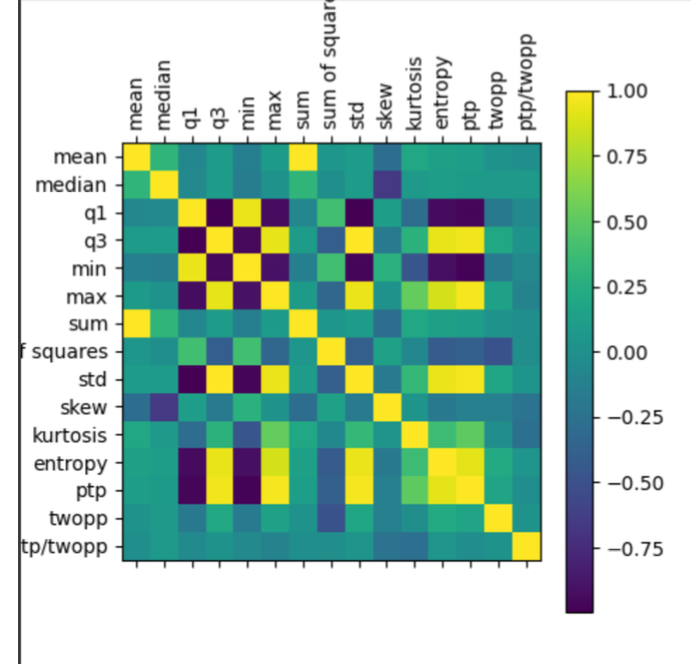 mean
median
q1
q3
min
max
sum
sum of square
std
skew
kurtosis
entropy
ptp
twopp
ptp/twopp
mean
median
q1
q3
min
max
sum
f squares
std
skew
kurtosis
entropy
ptp
twopp
tp/twopp
1.00
0.75
0.50
0.25
0.00
−0.25
−0.50
−0.75